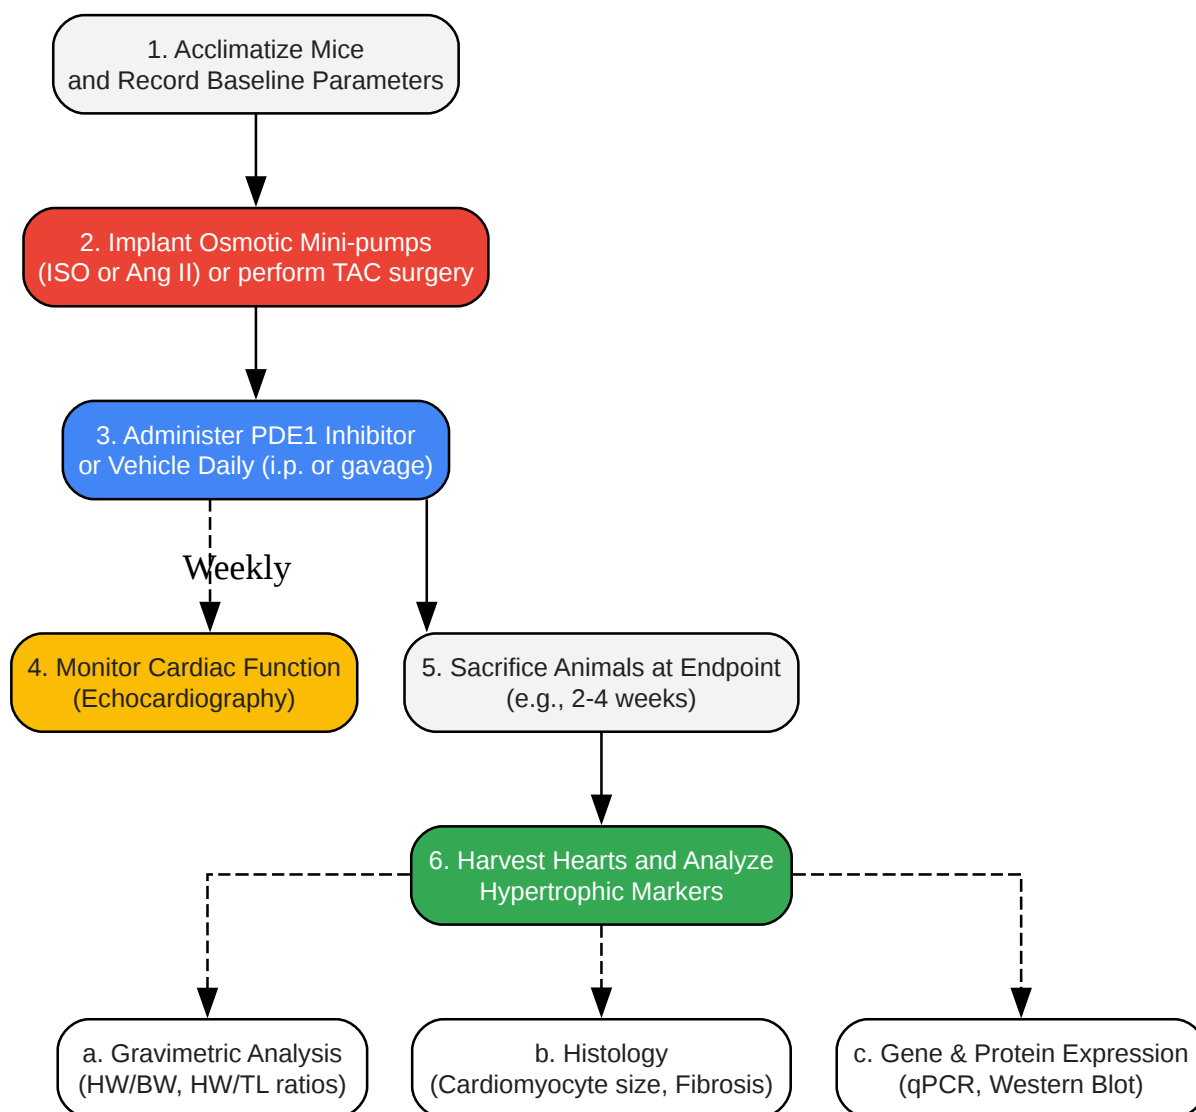 1. Acclimatize Mice
and Record Baseline Parameters
2. Implant Osmotic Mini-pumps
(ISO or Ang II) or perform TAC surgery
3. Administer PDE1 Inhibitor
or Vehicle Daily (i.p. or gavage)
Weekly
4. Monitor Cardiac Function
(Echocardiography)
5. Sacrifice Animals at Endpoint
(e.g., 2-4 weeks)
6. Harvest Hearts and Analyze
Hypertrophic Markers
a. Gravimetric Analysis
(HW/BW, HW/TL ratios)
b. Histology
(Cardiomyocyte size, Fibrosis)
c. Gene & Protein Expression
(qPCR, Western Blot)